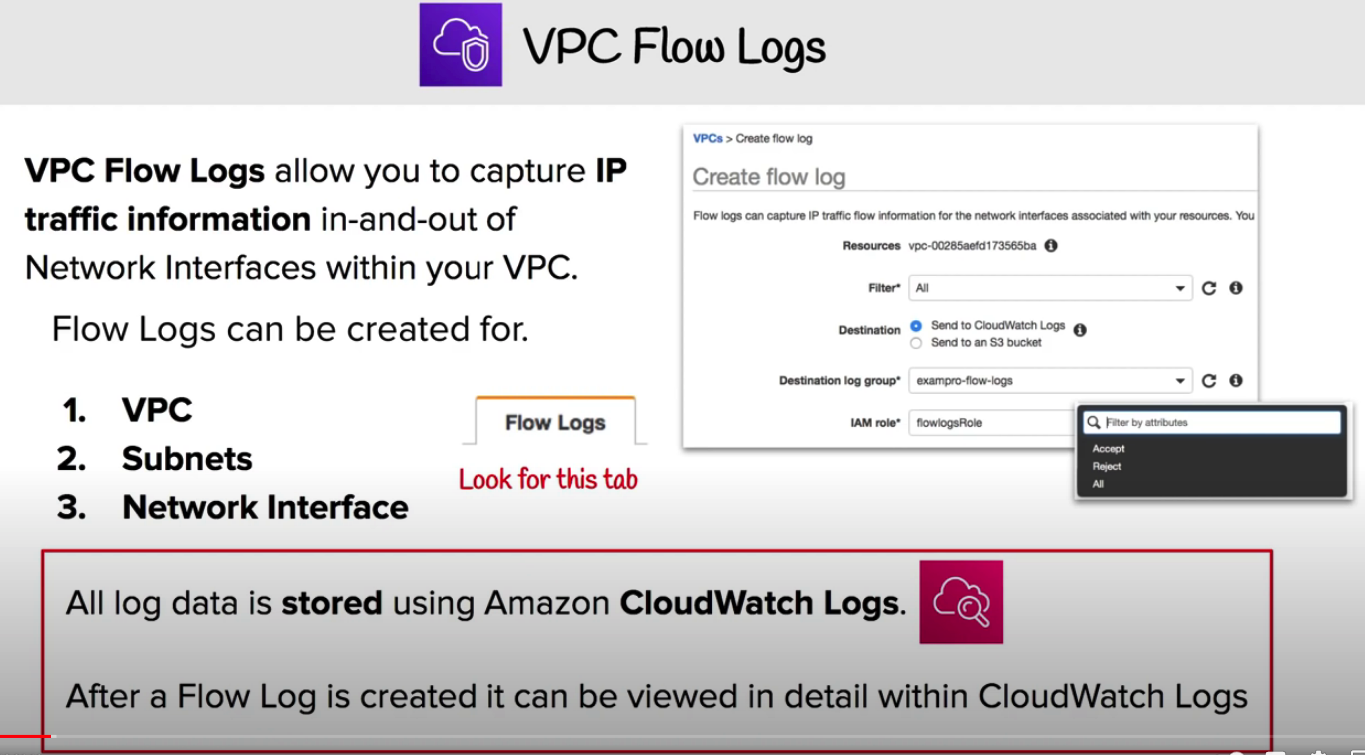 VPC Flow Logs
VPC Flow Logs allow you to capture IP
traffic information in-and-out of
Network Interfaces within your VPC.
Flow Logs can be created for.
1. VPC
2. Subnets
3. Network Interface
Flow Logs
Look for this tab
VPCs > Create flow log
Create flow log
Flow logs can capture IP traffic flow information for the network interfaces associated with your resources. You
Resources vpc-00285aefd173565ba
Filter* All
Destination Send to CloudWatch Logs
Send to an S3 bucket
Destination log group* exampro-flow-logs
IAM role* flowlogsRole
Filter by attributes
Accept
Reject
All
All log data is stored using Amazon CloudWatch Logs.
After a Flow Log is created it can be viewed in detail within CloudWatch Logs